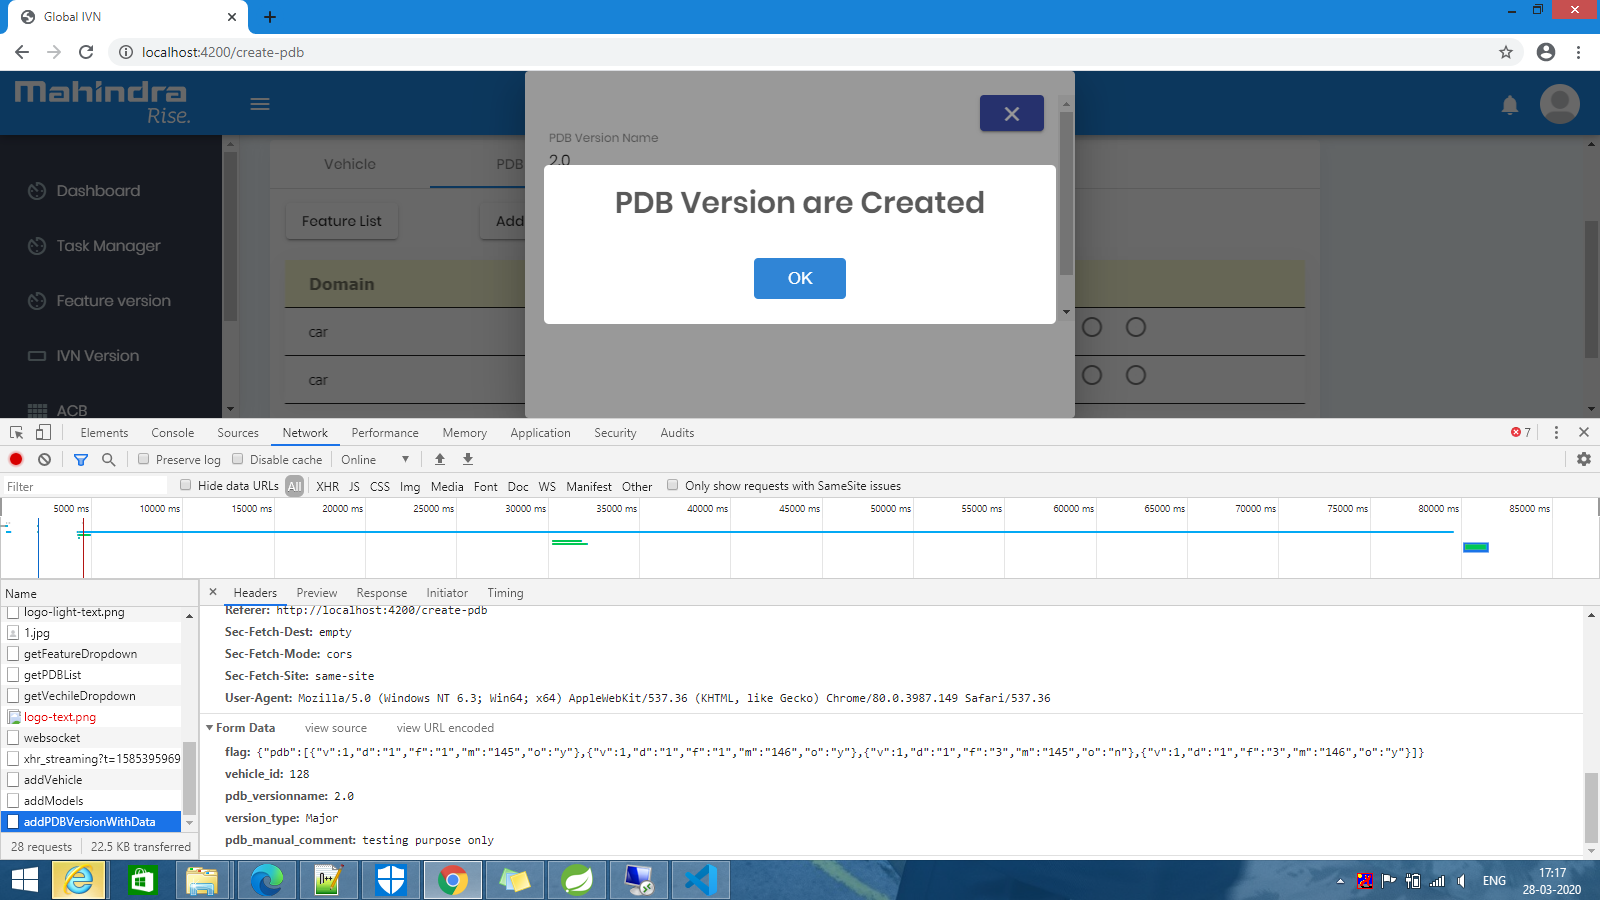 Global IVN
localhost:4200/create-pdb
Mahindra
Rise.
PDB Version Name
2.0
Vehicle
PDB
Feature List
Add
Domain
car
car
Dashboard
Task Manager
Feature version
IVN Version
ACB
PDB Version are Created
OK
Elements Console Sources Network Performance Memory Application Security Audits 7
Preserve log Disable cache Online
Filter Hide data URLs All XHR JS CSS Img Media Font Doc WS Manifest Other Only show requests with SameSite issues
5000 ms 10000 ms 15000 ms 20000 ms 25000 ms 30000 ms 35000 ms 40000 ms 45000 ms 50000 ms 55000 ms 60000 ms 65000 ms 70000 ms 75000 ms 80000 ms 85000 ms
Name
logo-light-text.png
1.jpg
getFeatureDropdown
getPDBList
getVechileDropdown
logo-text.png
websocket
xhr_streaming?t=1585395969
addVehicle
addModels
addPDBVersionWithData
28 requests 22.5 KB transferred
Headers Preview Response Initiator Timing
Referer: http://localhost:4200/create-pdb
Sec-Fetch-Dest: empty
Sec-Fetch-Mode: cors
Sec-Fetch-Site: same-site
User-Agent: Mozilla/5.0 (Windows NT 6.3; Win64; x64) AppleWebKit/537.36 (KHTML, like Gecko) Chrome/80.0.3987.149 Safari/537.36
Form Data view source view URL encoded
flag: {"pdb":[{"v":1,"d":"1","f":"1","m":"145","o":"y"},{"v":1,"d":"1","f":"1","m":"146","o":"y"},{"v":1,"d":"1","f":"3","m":"145","o":"n"},{"v":1,"d":"1","f":"3","m":"146","o":"y"}]}
vehicle_id: 128
pdb_versionname: 2.0
version_type: Major
pdb_manual_comment: testing purpose only
ENG
17:17
28-03-2020